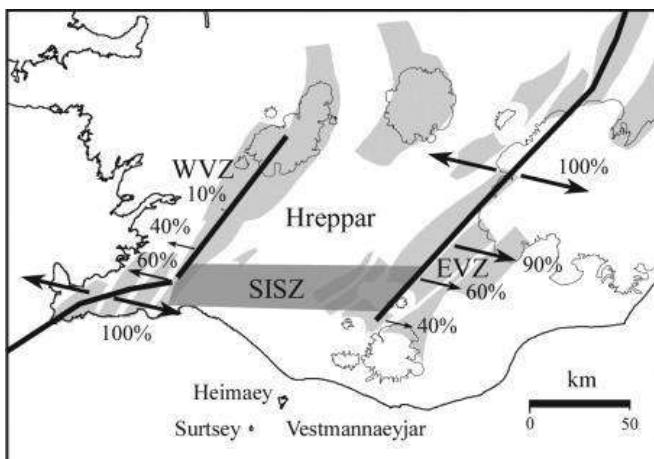 WVZ
10%
100%
Hreppar
40%
60%
EVZ
90%
SISZ
60%
100%
40%
km
Heimaey
0
50
Surtsey
Vestmannaeyjar